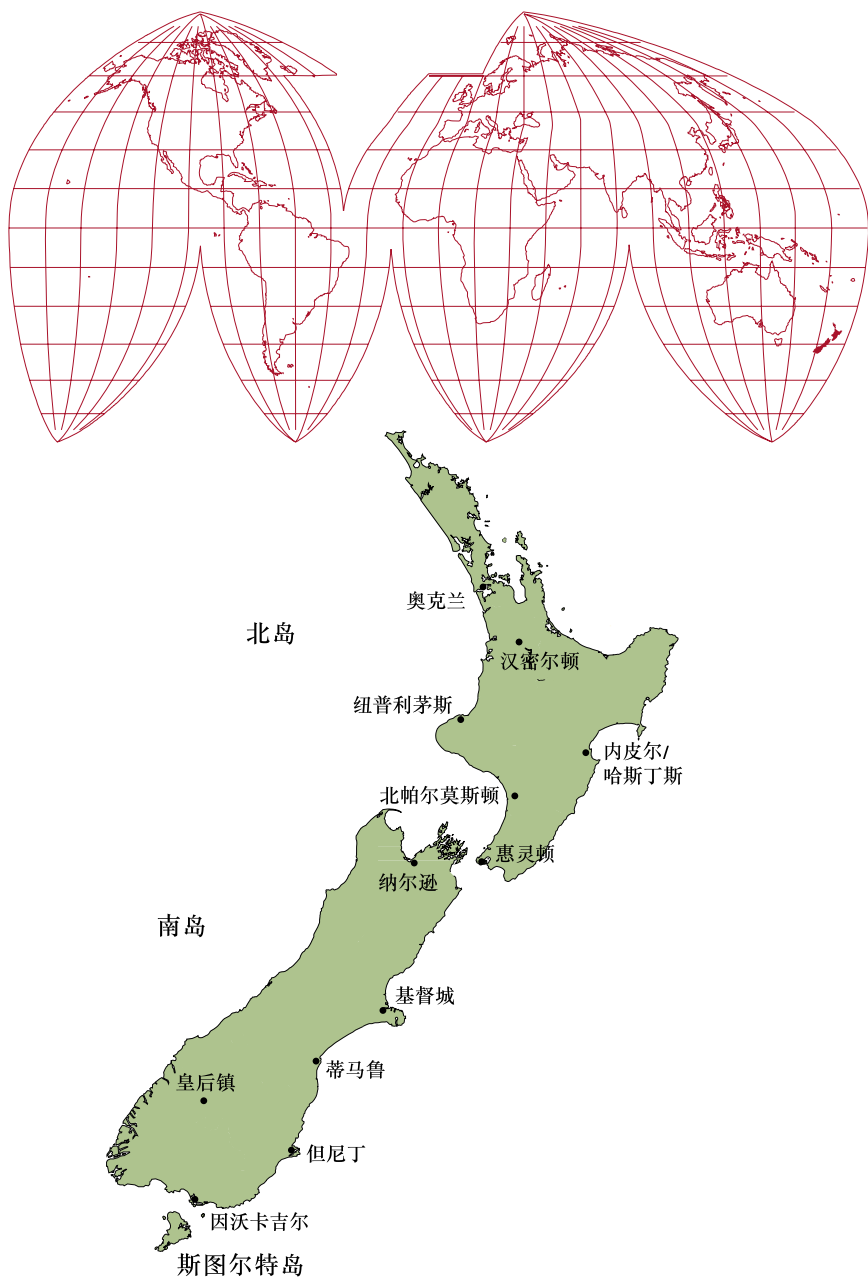 奥克兰
北岛
汉密尔顿
纽普利茅斯
内皮尔/
哈斯丁斯
北帕尔莫斯顿
惠灵顿
纳尔逊
南岛
基督城
蒂马鲁
皇后镇
但尼丁
因沃卡吉尔
斯图尔特岛